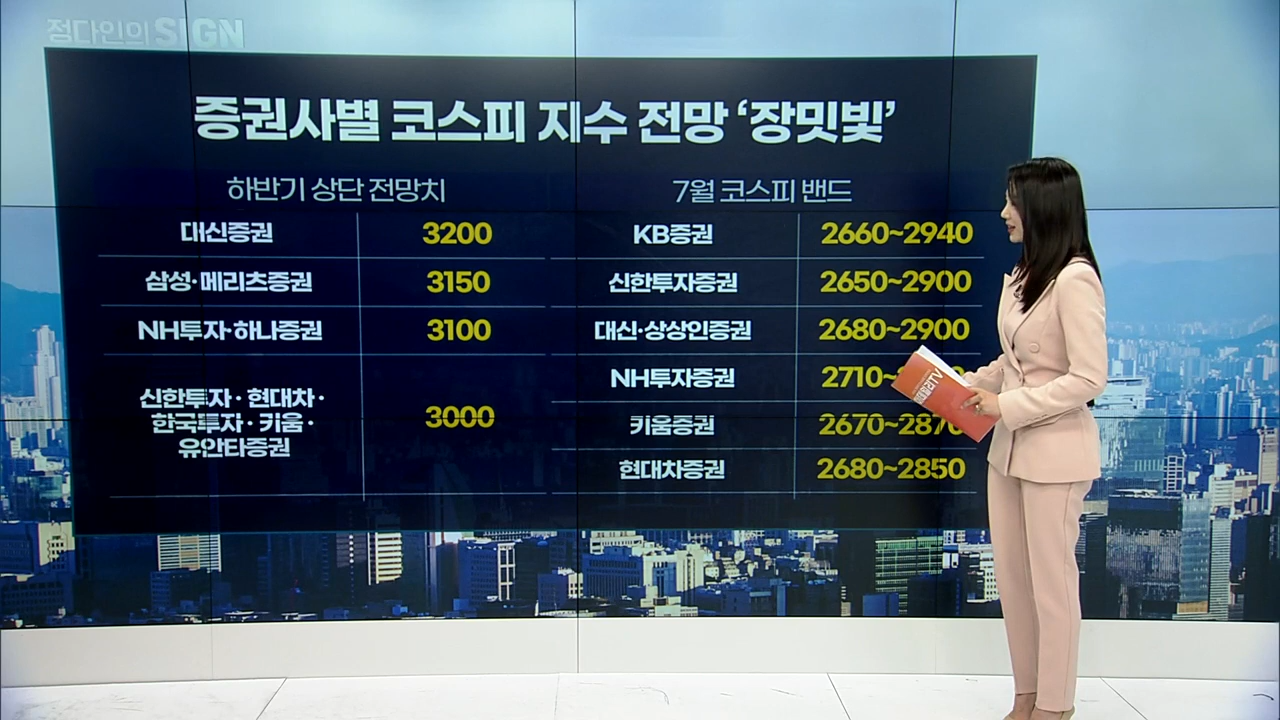 정다인의 SIGN
증권사별 코스피 지수 전망 ‘장밋빛’
하반기 상단 전망치
대신증권 3200
삼성·메리츠증권 3150
NH투자·하나증권 3100
신한투자·현대차·
한국투자·키움·
유안타증권
3000
7월 코스피 밴드
KB증권 2660~2940
신한투자증권 2650~2900
대신·상상인증권 2680~2900
NH투자증권
키움증권 2670~2870
현대차증권 2680~2850